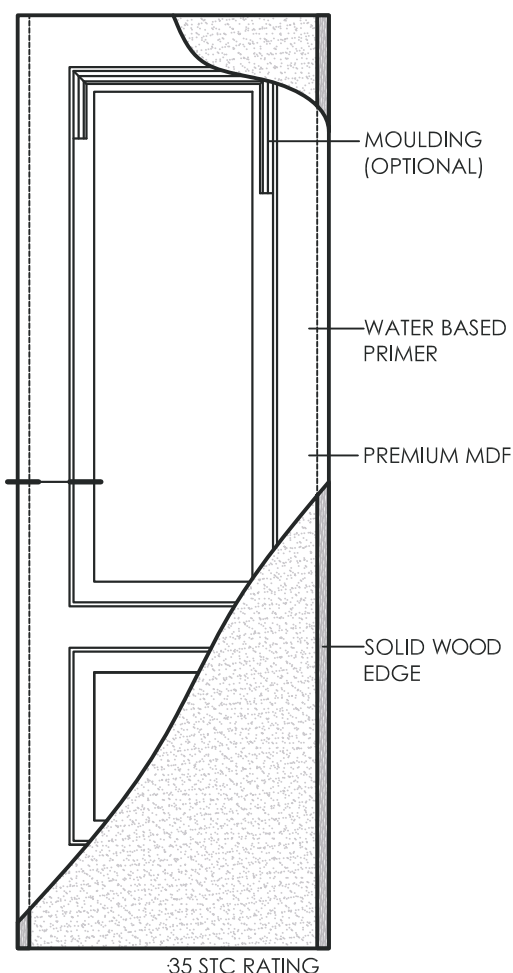 MOULDING
(OPTIONAL)
WATER BASED
PRIMER
PREMIUM MDF
SOLID WOOD
EDGE
35 STC RATING